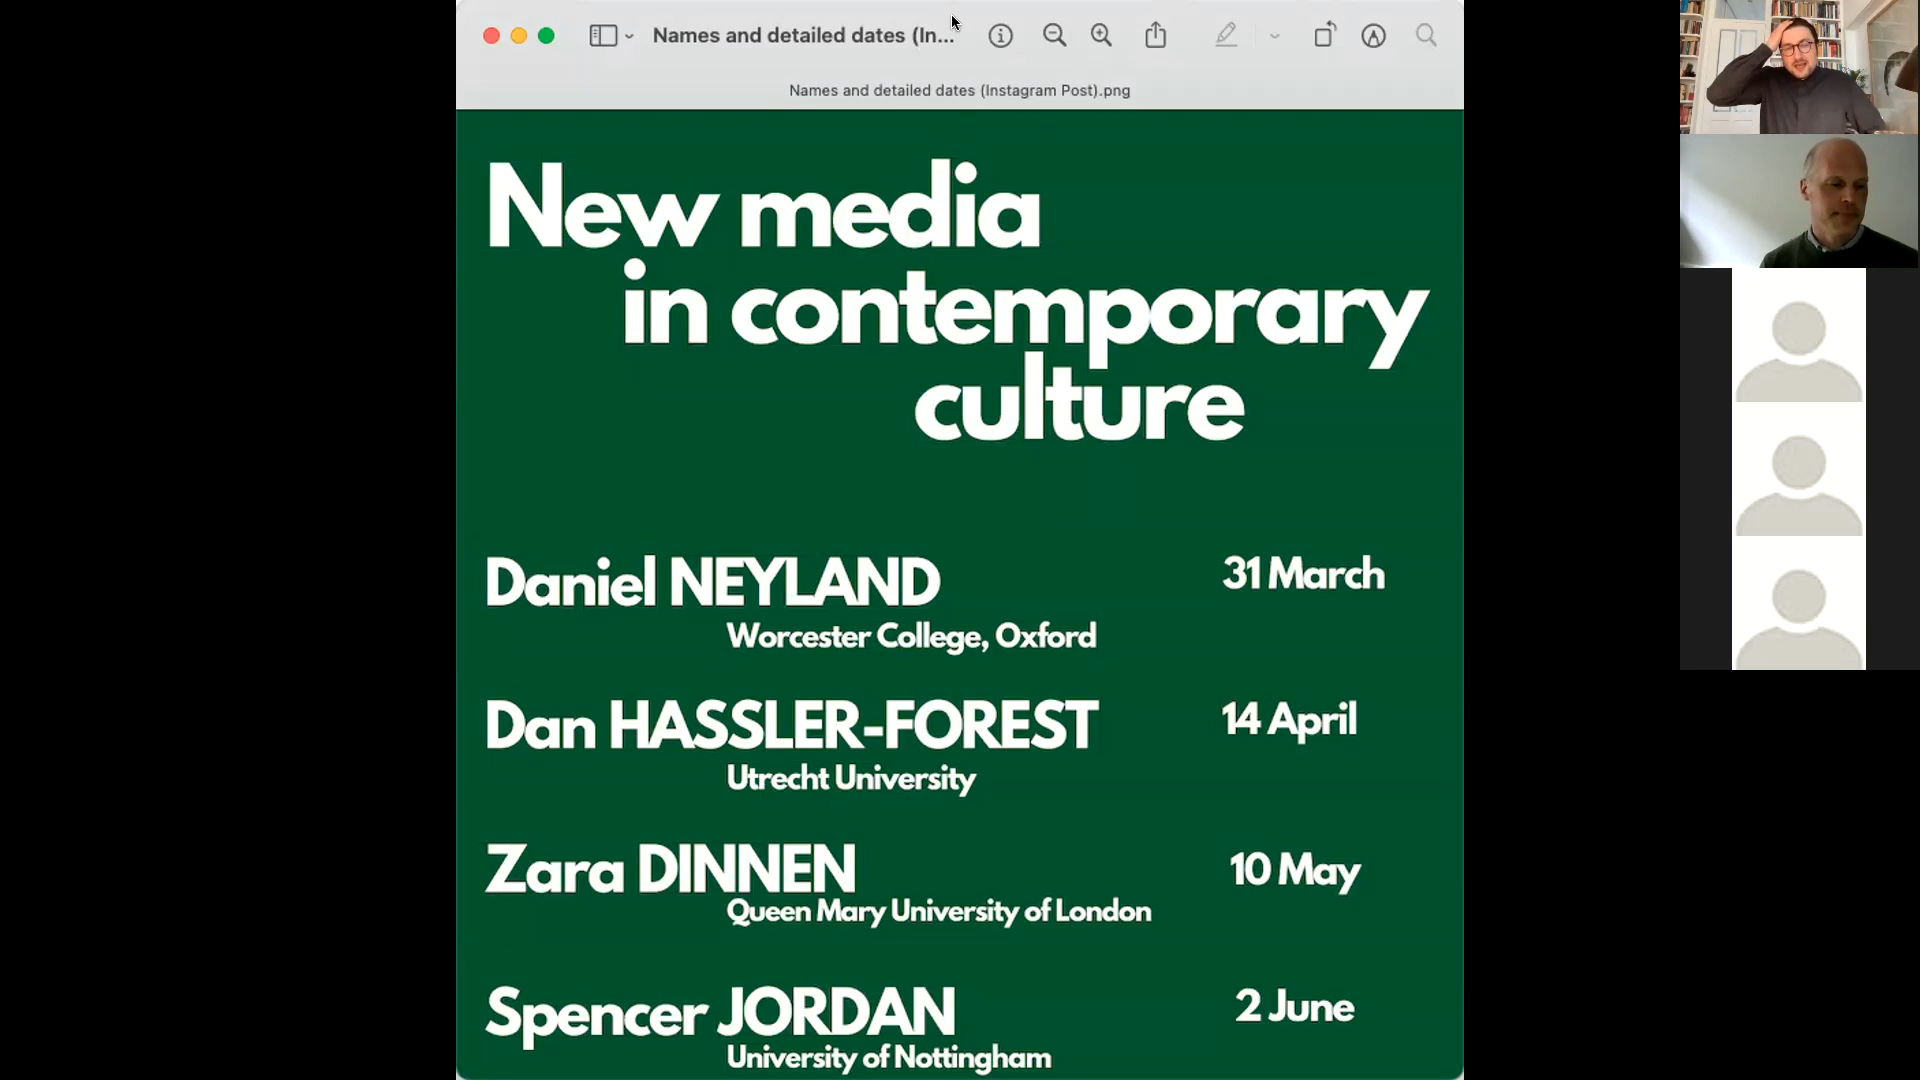 Names and detailed dates (In...
Names and detailed dates (Instagram Post).png
New media
in contemporary
culture
Daniel NEYLAND
31 March
Worcester College, Oxford
Dan HASSLER-FOREST
14 April
Utrecht University
Zara DINNEN
10 May
Queen Mary University of London
Spencer JORDAN
2 June
University of Nottingham